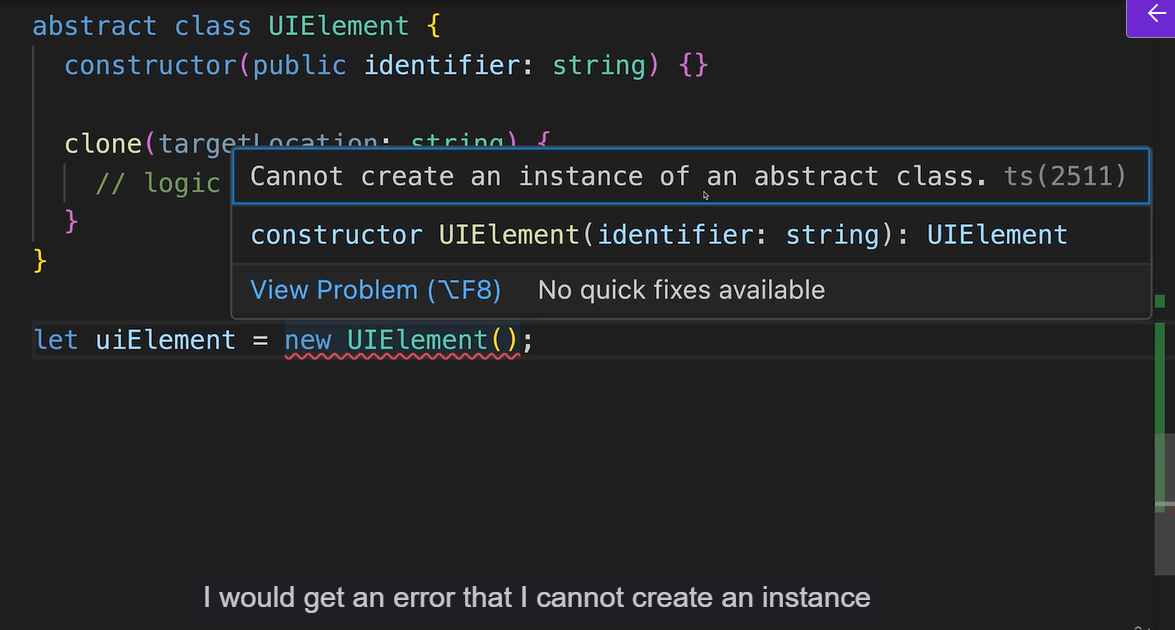 abstract class UIElement {
constructor(public identifier: string) {}
clone(targetLocation: string) {
// logic
}
}
Cannot create an instance of an abstract class. ts(2511)
constructor UIElement(identifier: string): UIElement
View Problem (⌥F8) No quick fixes available
let uiElement = new UIElement();
I would get an error that I cannot create an instance